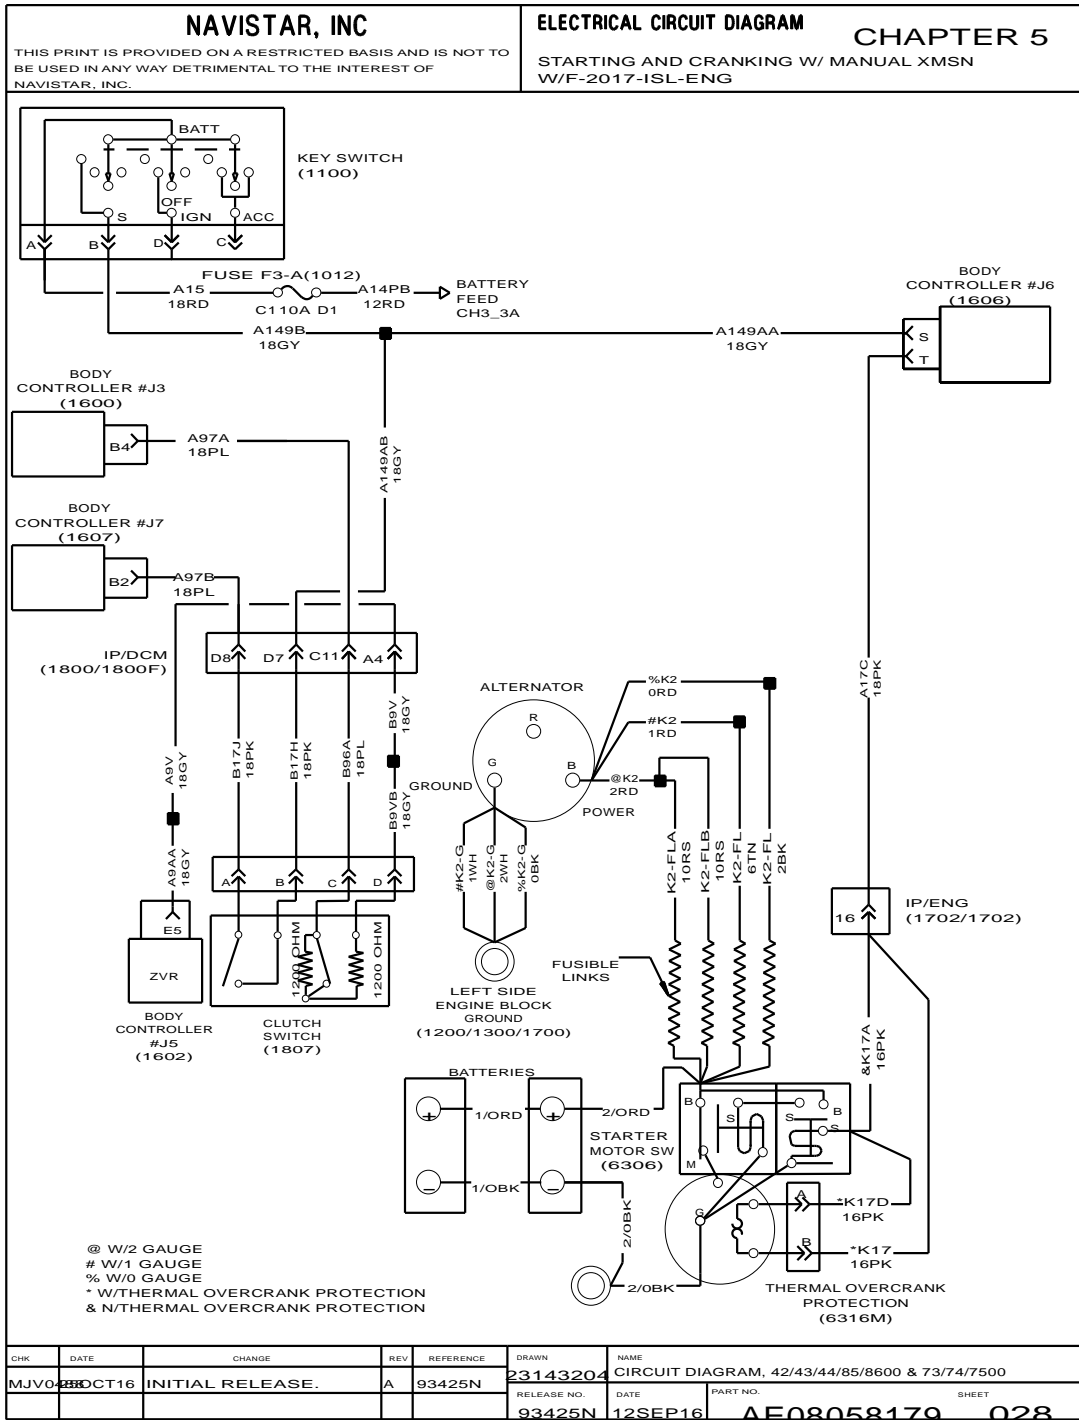 NAVISTAR, INC
THIS PRINT IS PROVIDED ON A RESTRICTED BASIS AND IS NOT TO
BE USED IN ANY WAY DETRIMENTAL TO THE INTEREST OF
NAVISTAR, INC.
ELECTRICAL CIRCUIT DIAGRAM
CHAPTER 5
STARTING AND CRANKING W/ MANUAL XMSN
W/F-2017-ISL-ENG
BATT
KEY SWITCH
(1100)
OFF
S
IGN
ACC
A
B
D
C
FUSE F3-A(1012)
A15
18RD
C110A D1
A14PB
12RD
BATTERY
FEED
CH3_3A
A149B
18GY
A149AA
18GY
BODY
CONTROLLER #J6
(1606)
S
T
BODY
CONTROLLER #J3
(1600)
B4
A97A
18PL
A149AB
18GY
BODY
CONTROLLER #J7
(1607)
B2
A97B
18PL
IP/DCM
(1800/1800F)
D8
D7
C11
A4
A17C
18PK
A9V
18GY
B17J
18PK
B17H
18PK
B96A
18PL
B9V
18GY
B9VB
18GY
A9AA
18GY
ALTERNATOR
R
G
B
GROUND
POWER
%K2
0RD
#K2
1RD
@K2
2RD
#K2-G
1WH
@K2-G
2WH
%K2-G
0BK
K2-FLA
10RS
K2-FLB
10RS
K2-FL
6TN
K2-FL
2BK
A
B
C
D
E5
ZVR
BODY
CONTROLLER
#J5
(1602)
1200 OHM
1200 OHM
CLUTCH
SWITCH
(1807)
LEFT SIDE
ENGINE BLOCK
GROUND
(1200/1300/1700)
FUSIBLE
LINKS
16
IP/ENG
(1702/1702)
&K17A
16PK
BATTERIES
+
+
1/ORD
2/ORD
–
–
1/OBK
2/0BK
2/0BK
STARTER
MOTOR SW
(6306)
B
S
S
B
S
M
G
A
B
*K17D
16PK
*K17
16PK
THERMAL OVERCRANK
PROTECTION
(6316M)
@ W/2 GAUGE
# W/1 GAUGE
% W/0 GAUGE
* W/THERMAL OVERCRANK PROTECTION
& N/THERMAL OVERCRANK PROTECTION
CHK
DATE
CHANGE
REV
REFERENCE
DRAWN
NAME
INITIAL RELEASE.
A
93425N
23143204
CIRCUIT DIAGRAM, 42/43/44/85/8600 & 73/74/7500
RELEASE NO.
DATE
PART NO.
SHEET
93425N
12SEP16
AE08058179
028